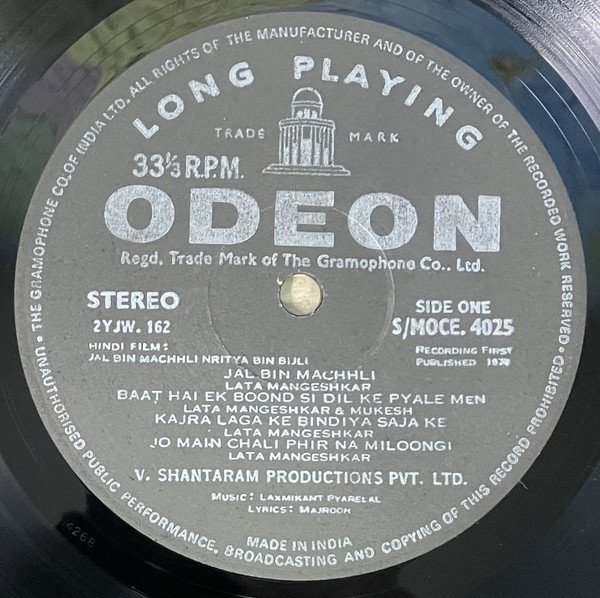 THE GRAMOPHONE CO. OF INDIA LTD. ALL RIGHTS OF THE MANUFACTURER AND OF THE OWNER OF THE RECORDED WORK RESERVED •
UNAUTHORISED PUBLIC PERFORMANCE, BROADCASTING AND COPYING OF THIS RECORD PROHIBITED •
LONG PLAYING
TRADE MARK
33⅓ R.P.M.
ODEON
Regd. Trade Mark of The Gramophone Co., Ltd.
STEREO
SIDE ONE
2YJW. 162
S/MOCE. 4025
HINDI FILM:
JAL BIN MACHHLI NRITYA BIN BIJLI
RECORDING FIRST
PUBLISHED
JAL BIN MACHHLI
LATA MANGESHKAR
BAAT HAI EK BOOND SI DIL KE PYALE MEN
LATA MANGESHKAR & MUKESH
KAJRA LAGA KE BINDIYA SAJA KE
LATA MANGESHKAR
JO MAIN CHALI PHIR NA MILOONGI
LATA MANGESHKAR
V. SHANTARAM PRODUCTIONS PVT. LTD.
MUSIC: LAXMIKANT PYARELAL
LYRICS: MAJROOH
MADE IN INDIA